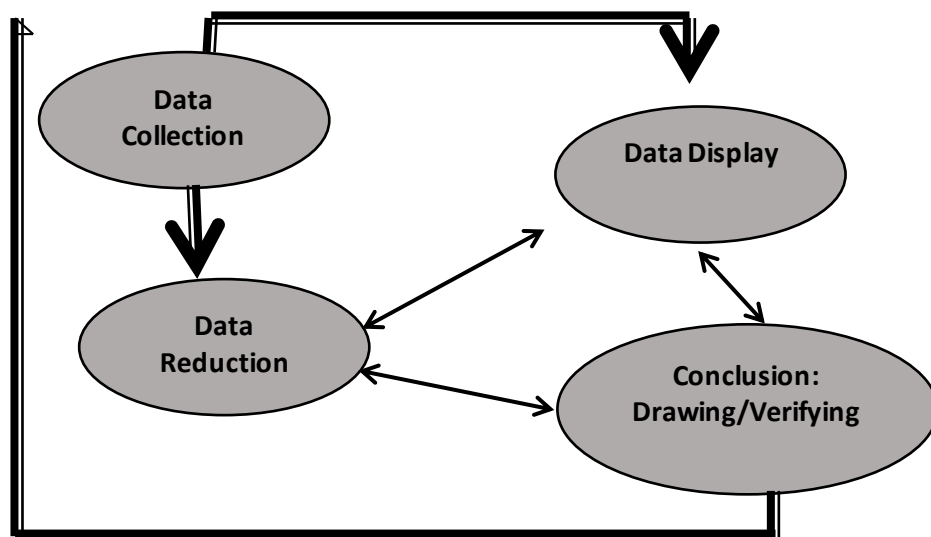 Data
Collection
Data Display
Data
Reduction
Conclusion:
Drawing/Verifying